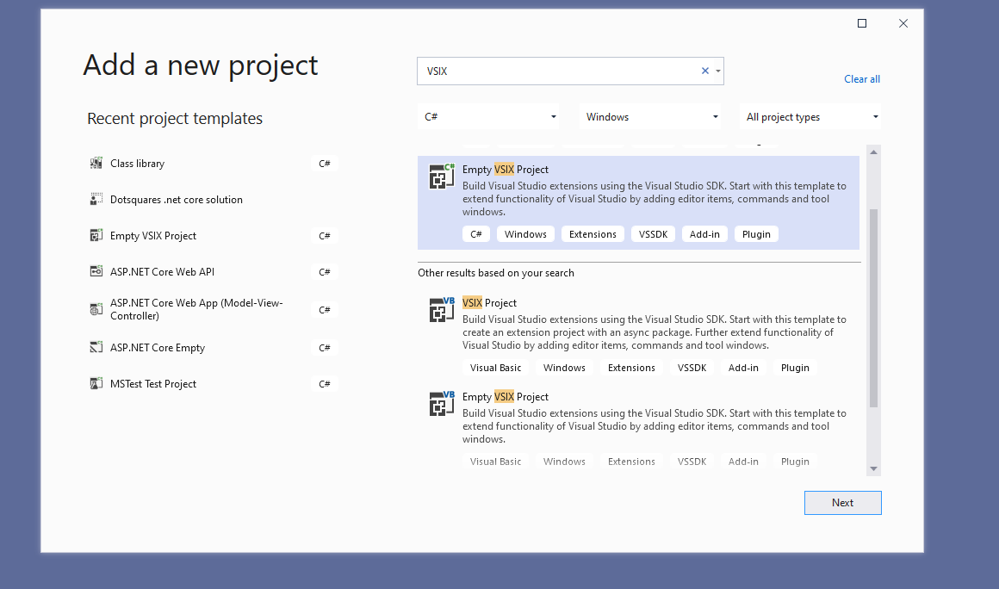 Add a new project
VSIX
Clear all
Recent project templates
C#
Windows
All project types
Class library
C#
Dotsquares .net core solution
Empty VSIX Project
C#
ASP.NET Core Web API
C#
ASP.NET Core Web App (Model-View-
Controller)
C#
ASP.NET Core Empty
C#
MSTest Test Project
C#
C#
Empty VSIX Project
Build Visual Studio extensions using the Visual Studio SDK. Start with this template to
extend functionality of Visual Studio by adding editor items, commands and tool
windows.
C# Windows Extensions VSSDK Add-in Plugin
Other results based on your search
VB
VSIX Project
Build Visual Studio extensions using the Visual Studio SDK. Start with this template to
create an extension project with an async package. Further extend functionality of
Visual Studio by adding editor items, commands and tool windows.
Visual Basic Windows Extensions VSSDK Add-in Plugin
VB
Empty VSIX Project
Build Visual Studio extensions using the Visual Studio SDK. Start with this template to
extend functionality of Visual Studio by adding editor items, commands and tool
windows.
Visual Basic Windows Extensions VSSDK Add-in Plugin
Next